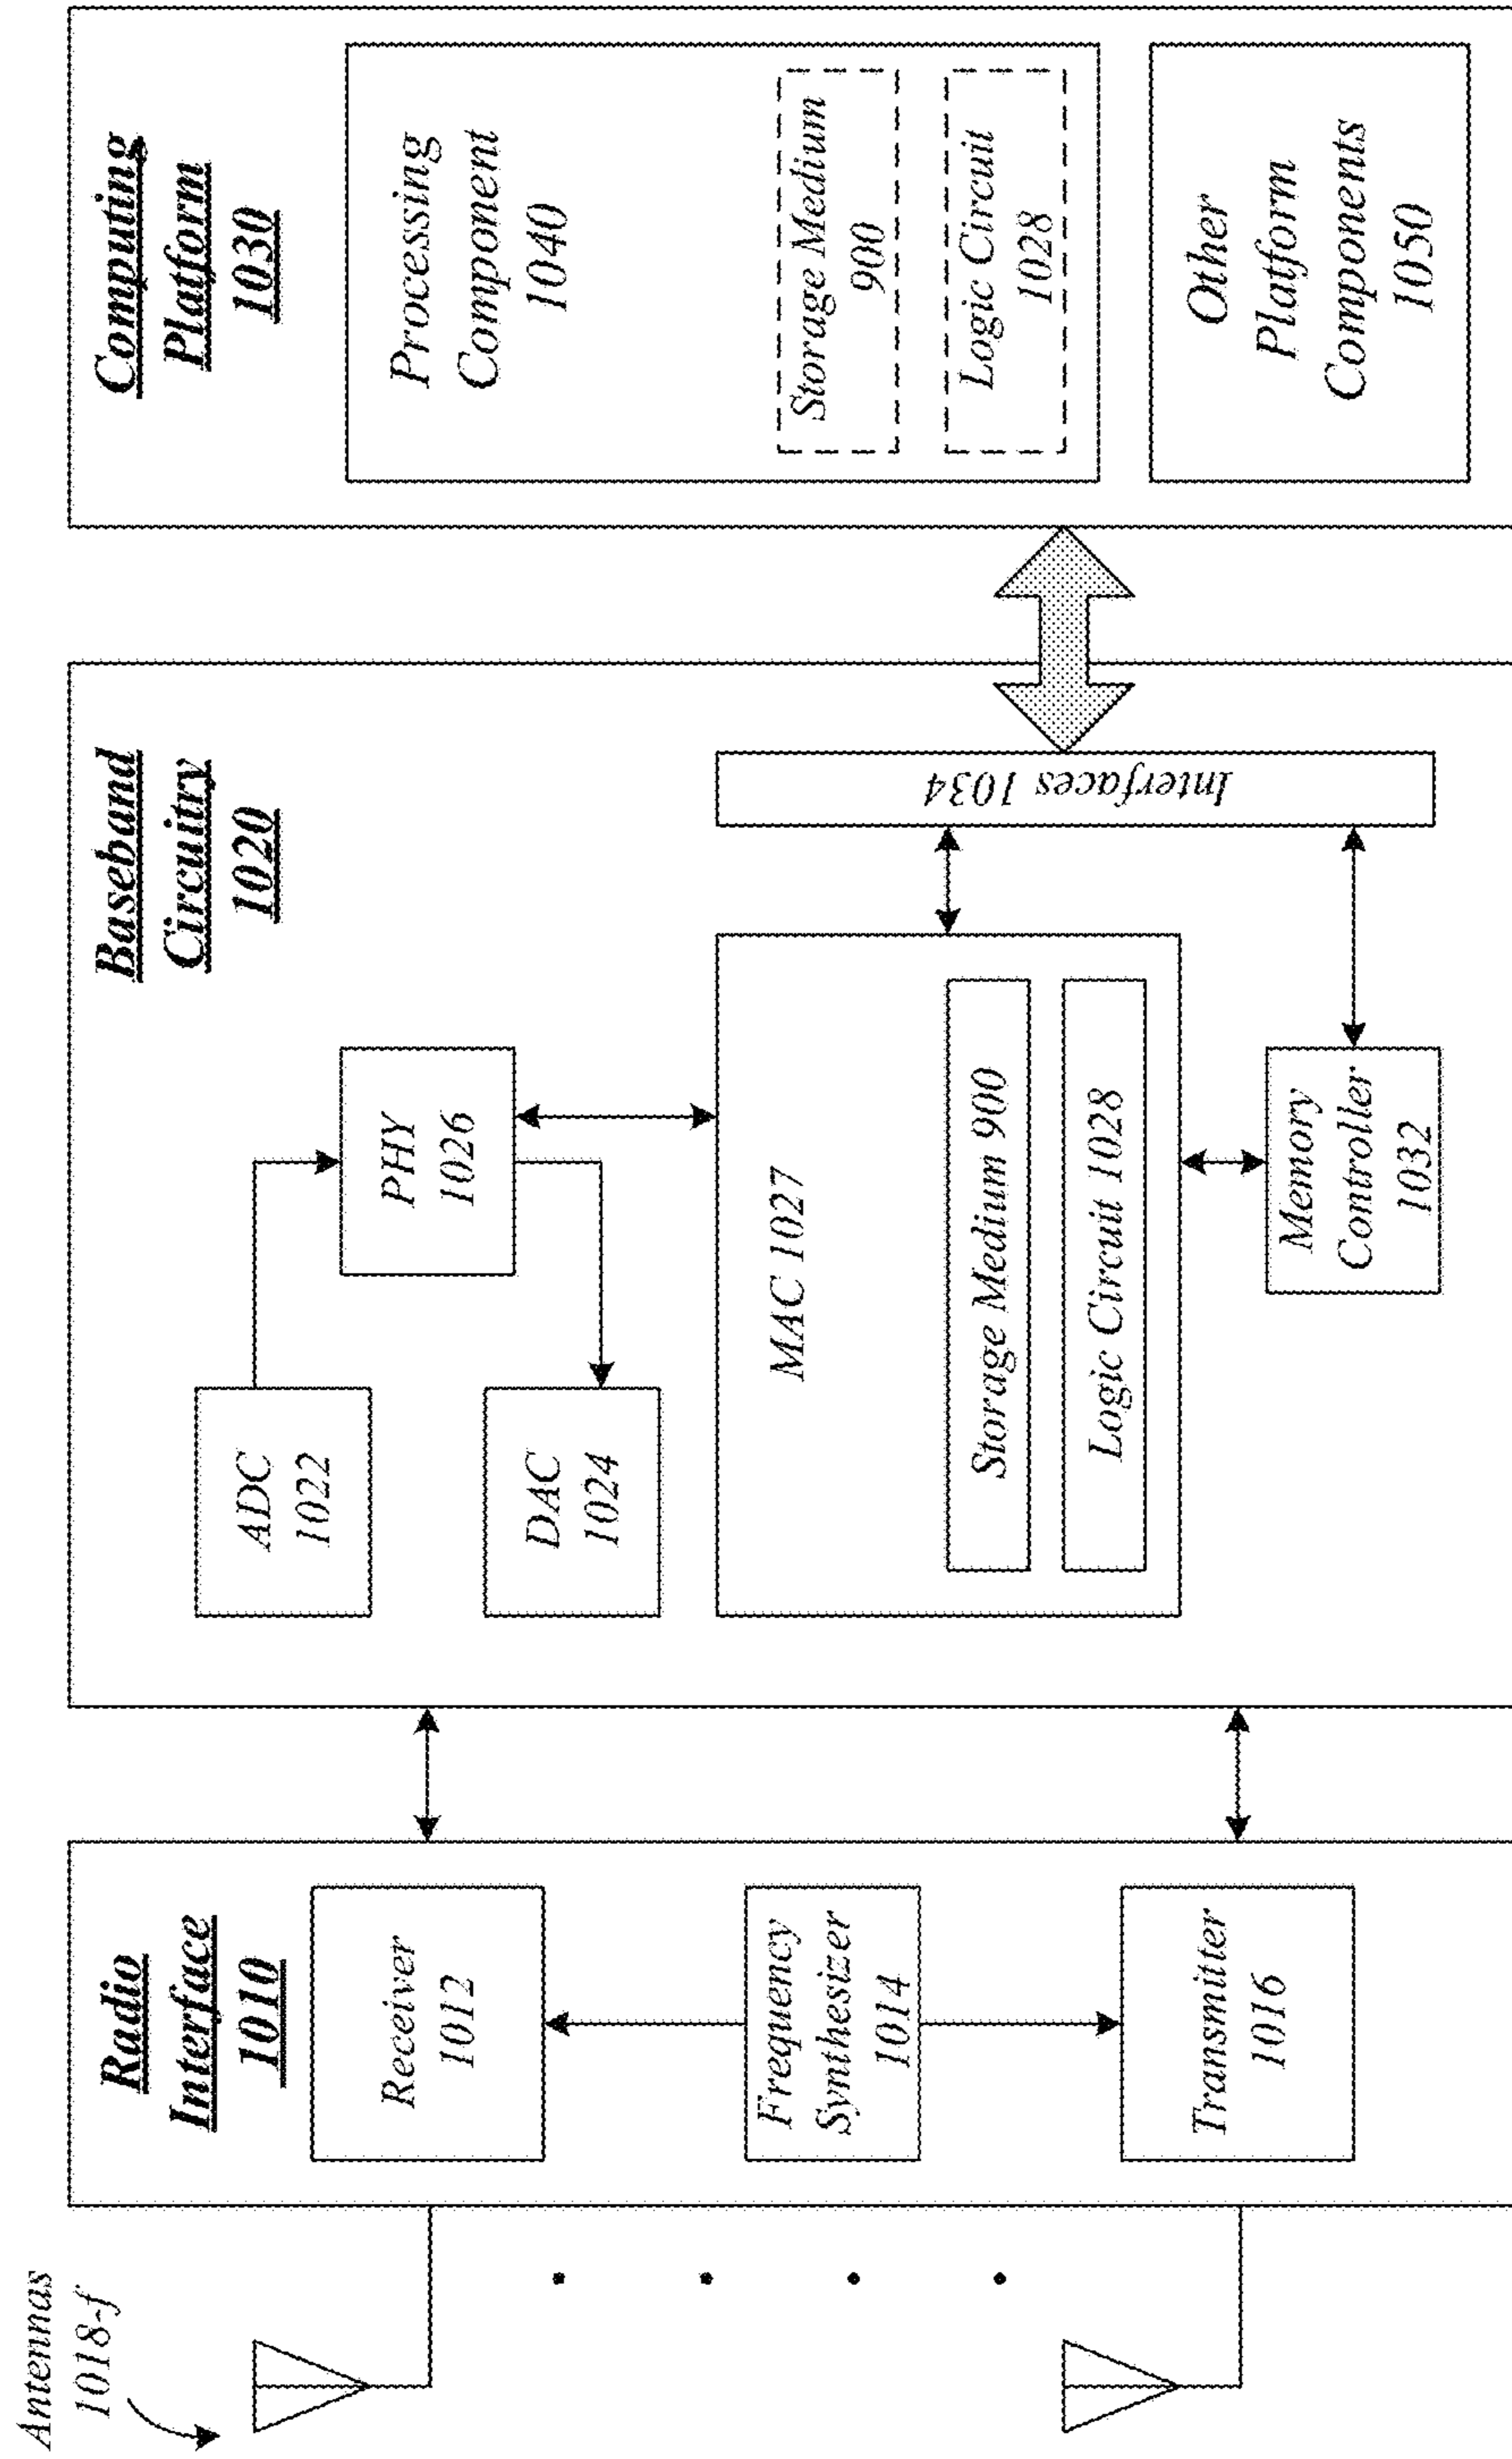 Antennas
1018-f
Radio
Interface
1010
Receiver
1012
Frequency
Synthesizer
1014
Transmitter
1016
Baseband
Circuitry
1020
ADC
1022
PHY
1026
DAC
1024
MAC 1027
Storage Medium 900
Logic Circuit 1028
Memory
Controller
1032
Interfaces 1034
Computing
Platform
1030
Processing
Component
1040
Storage Medium
900
Logic Circuit
1028
Other
Platform
Components
1050